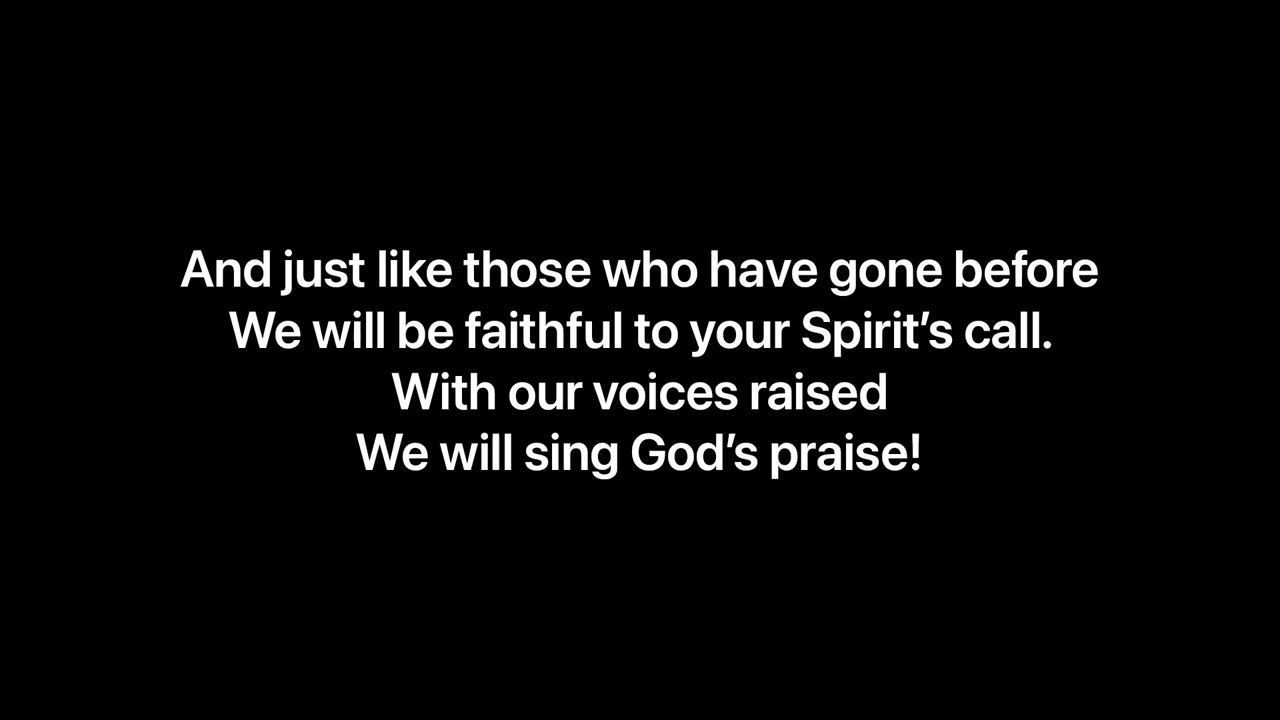 And just like those who have gone before
We will be faithful to your Spirit’s call.
With our voices raised
We will sing God’s praise!